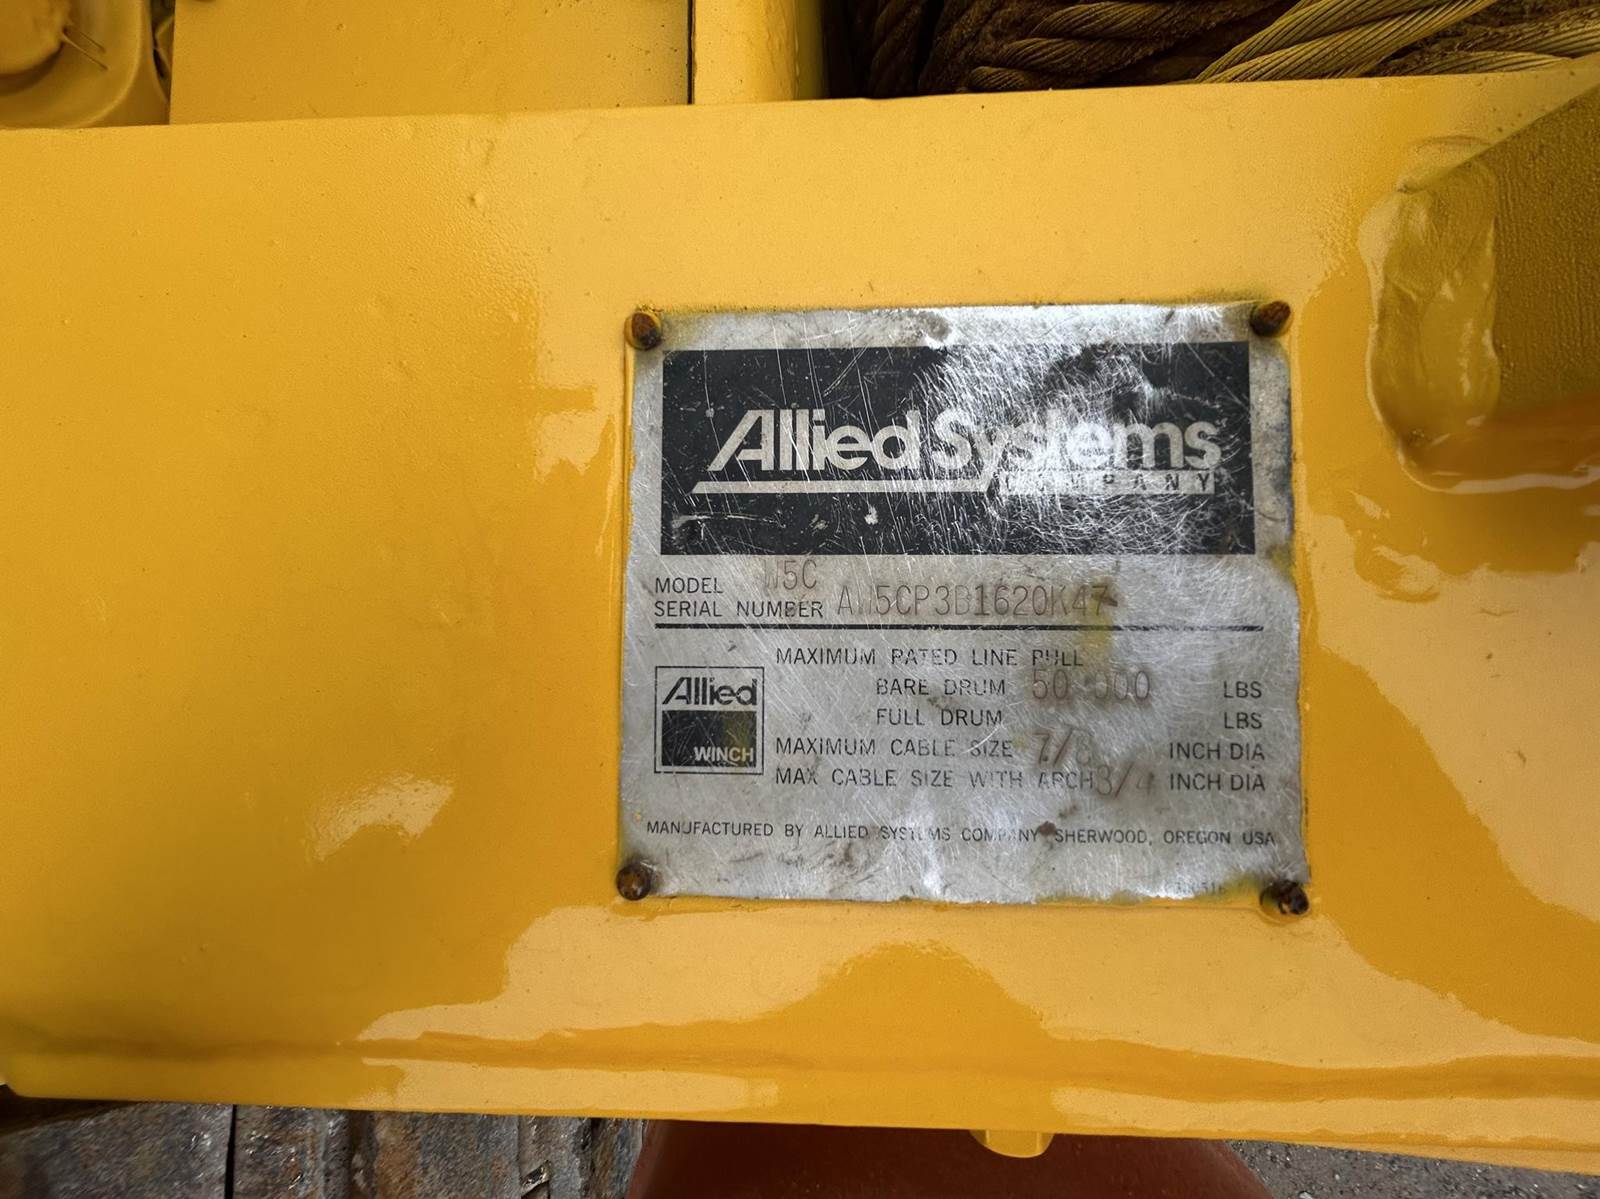 Allied Systems
COMPANY
MODEL W5C
SERIAL NUMBER AW5CP3B1620K47
MAXIMUM RATED LINE PULL
BARE DRUM 50 000 LBS
FULL DRUM LBS
MAXIMUM CABLE SIZE 7/8 INCH DIA
MAX CABLE SIZE WITH ARCH 3/4 INCH DIA
Allied
WINCH
MANUFACTURED BY ALLIED SYSTEMS COMPANY SHERWOOD, OREGON USA